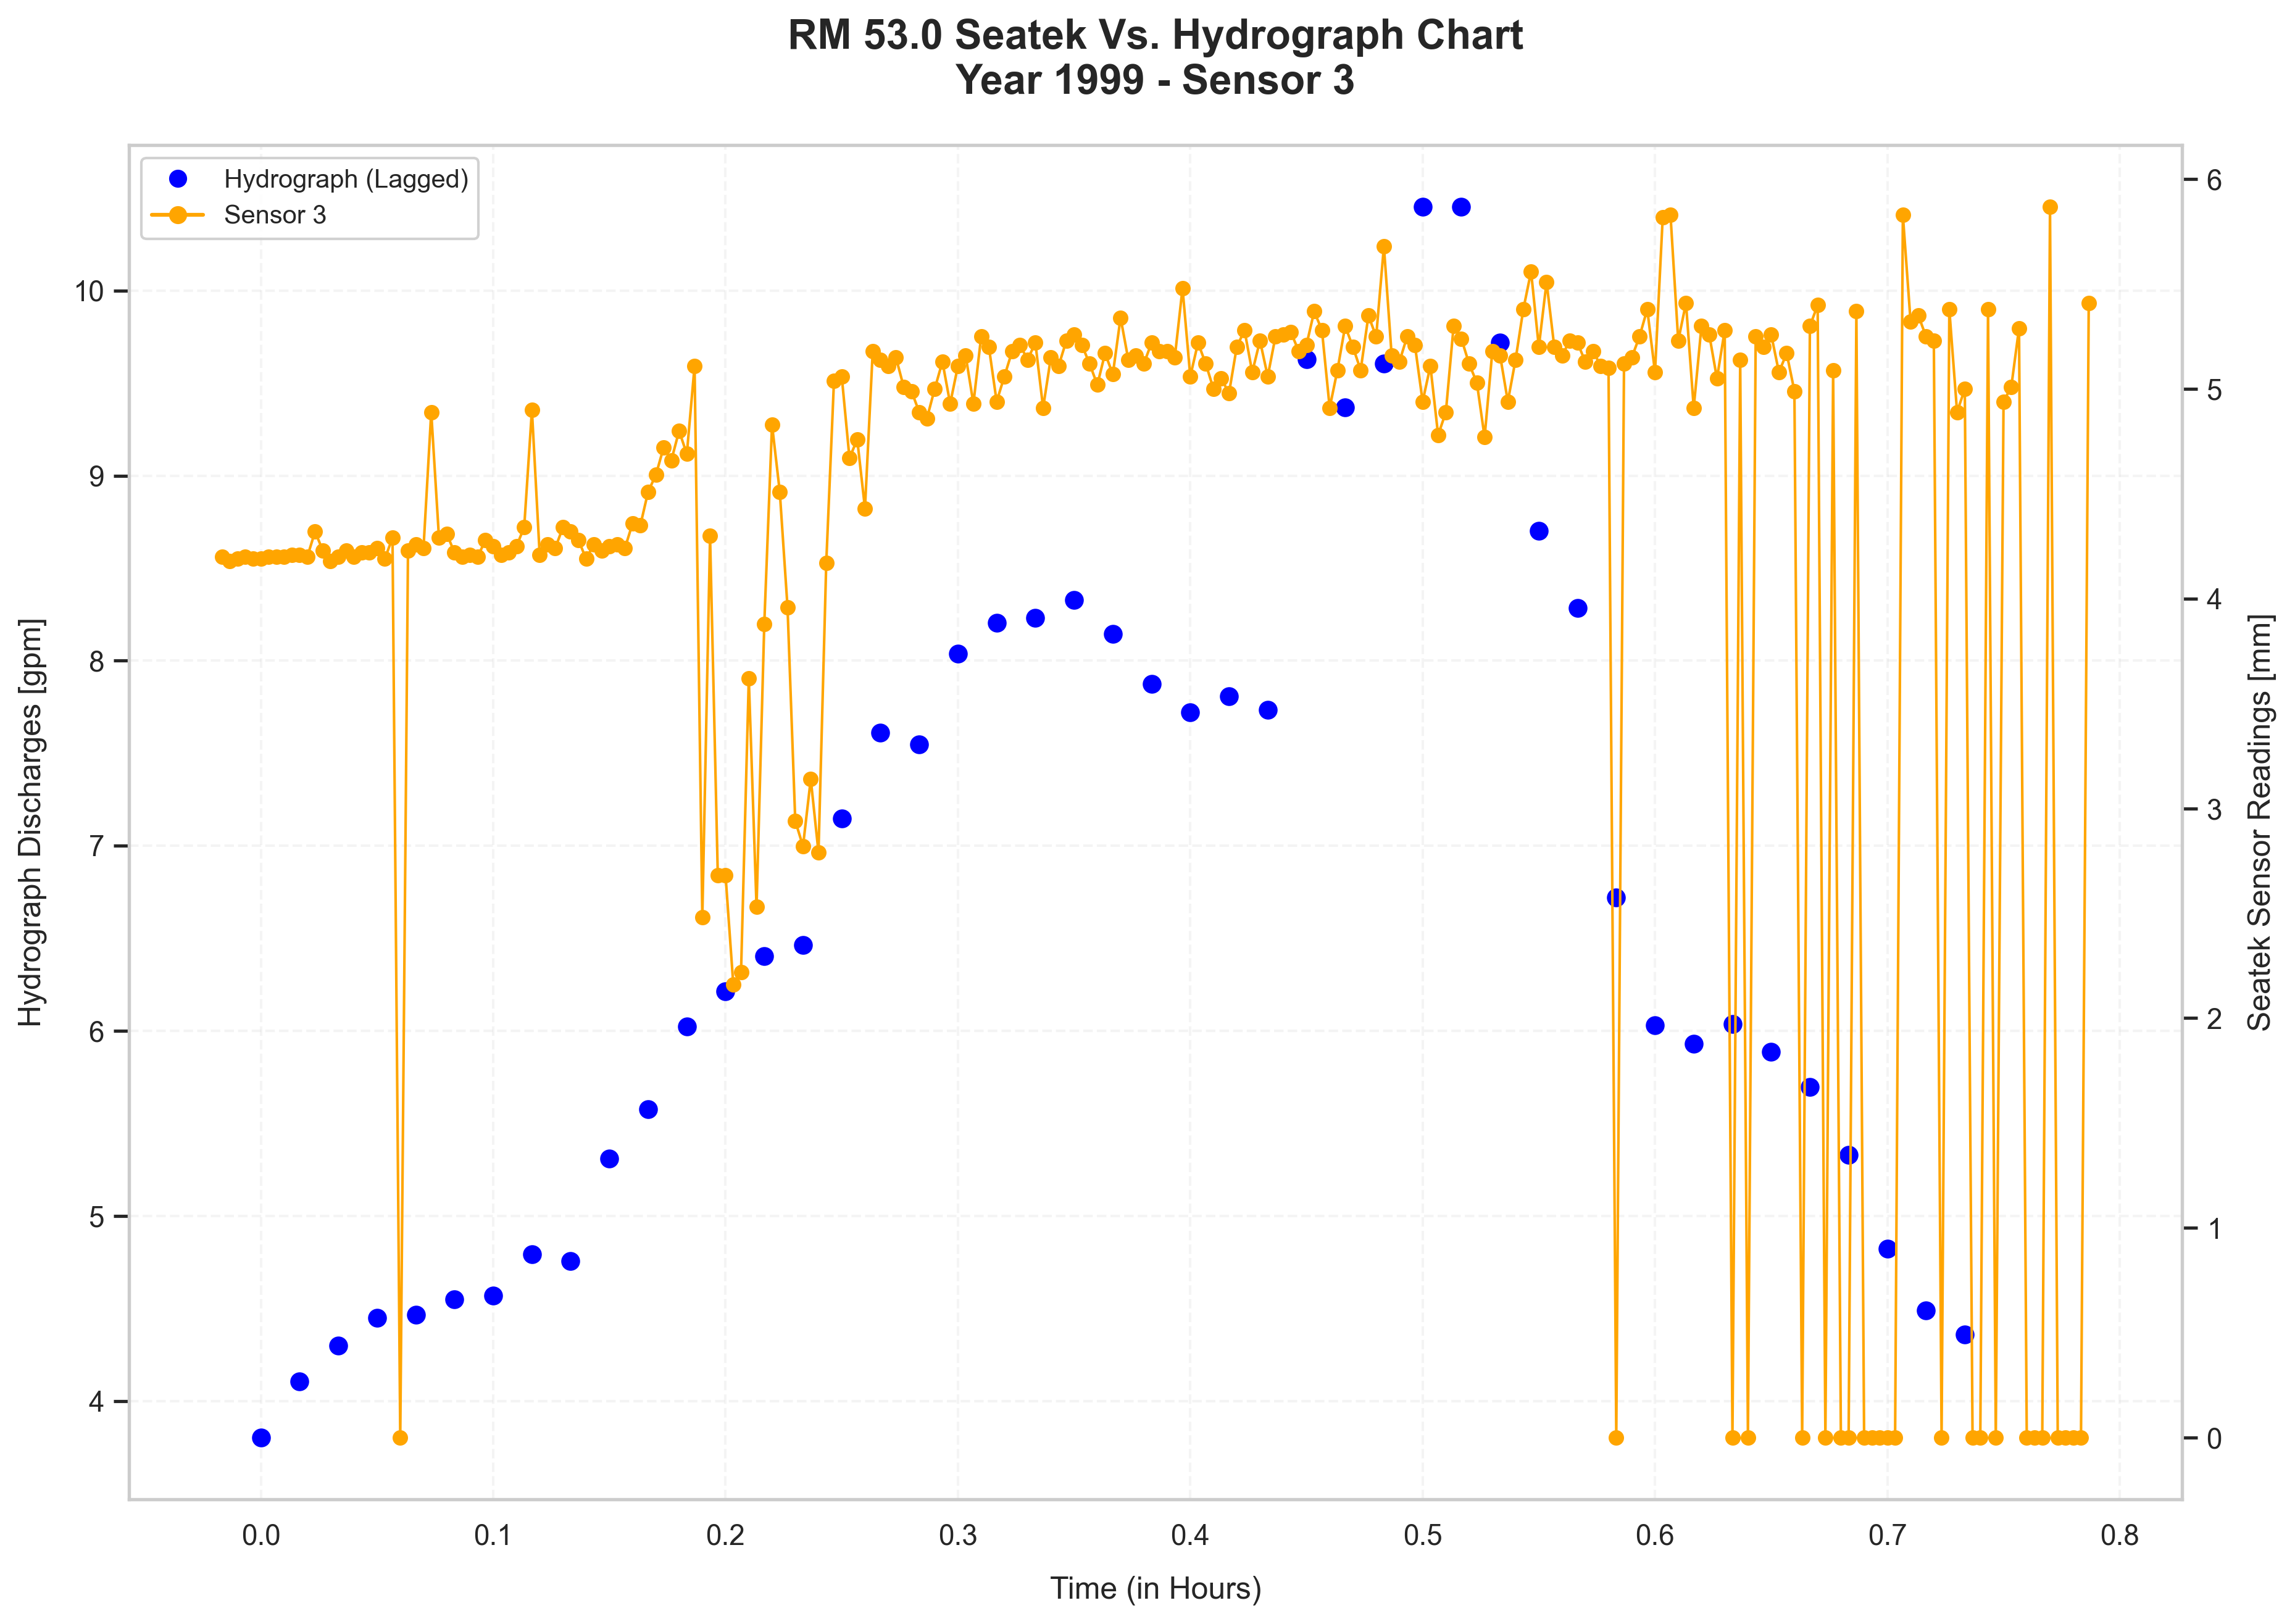 RM 53.0 Seatek Vs. Hydrograph Chart
Year 1999 - Sensor 3
Hydrograph (Lagged)
Sensor 3
10
9
8
7
6
5
4
Hydrograph Discharges [gpm]
6
5
4
3
2
1
0
Seatek Sensor Readings [mm]
0.0 0.1 0.2 0.3 0.4 0.5 0.6 0.7 0.8
Time (in Hours)